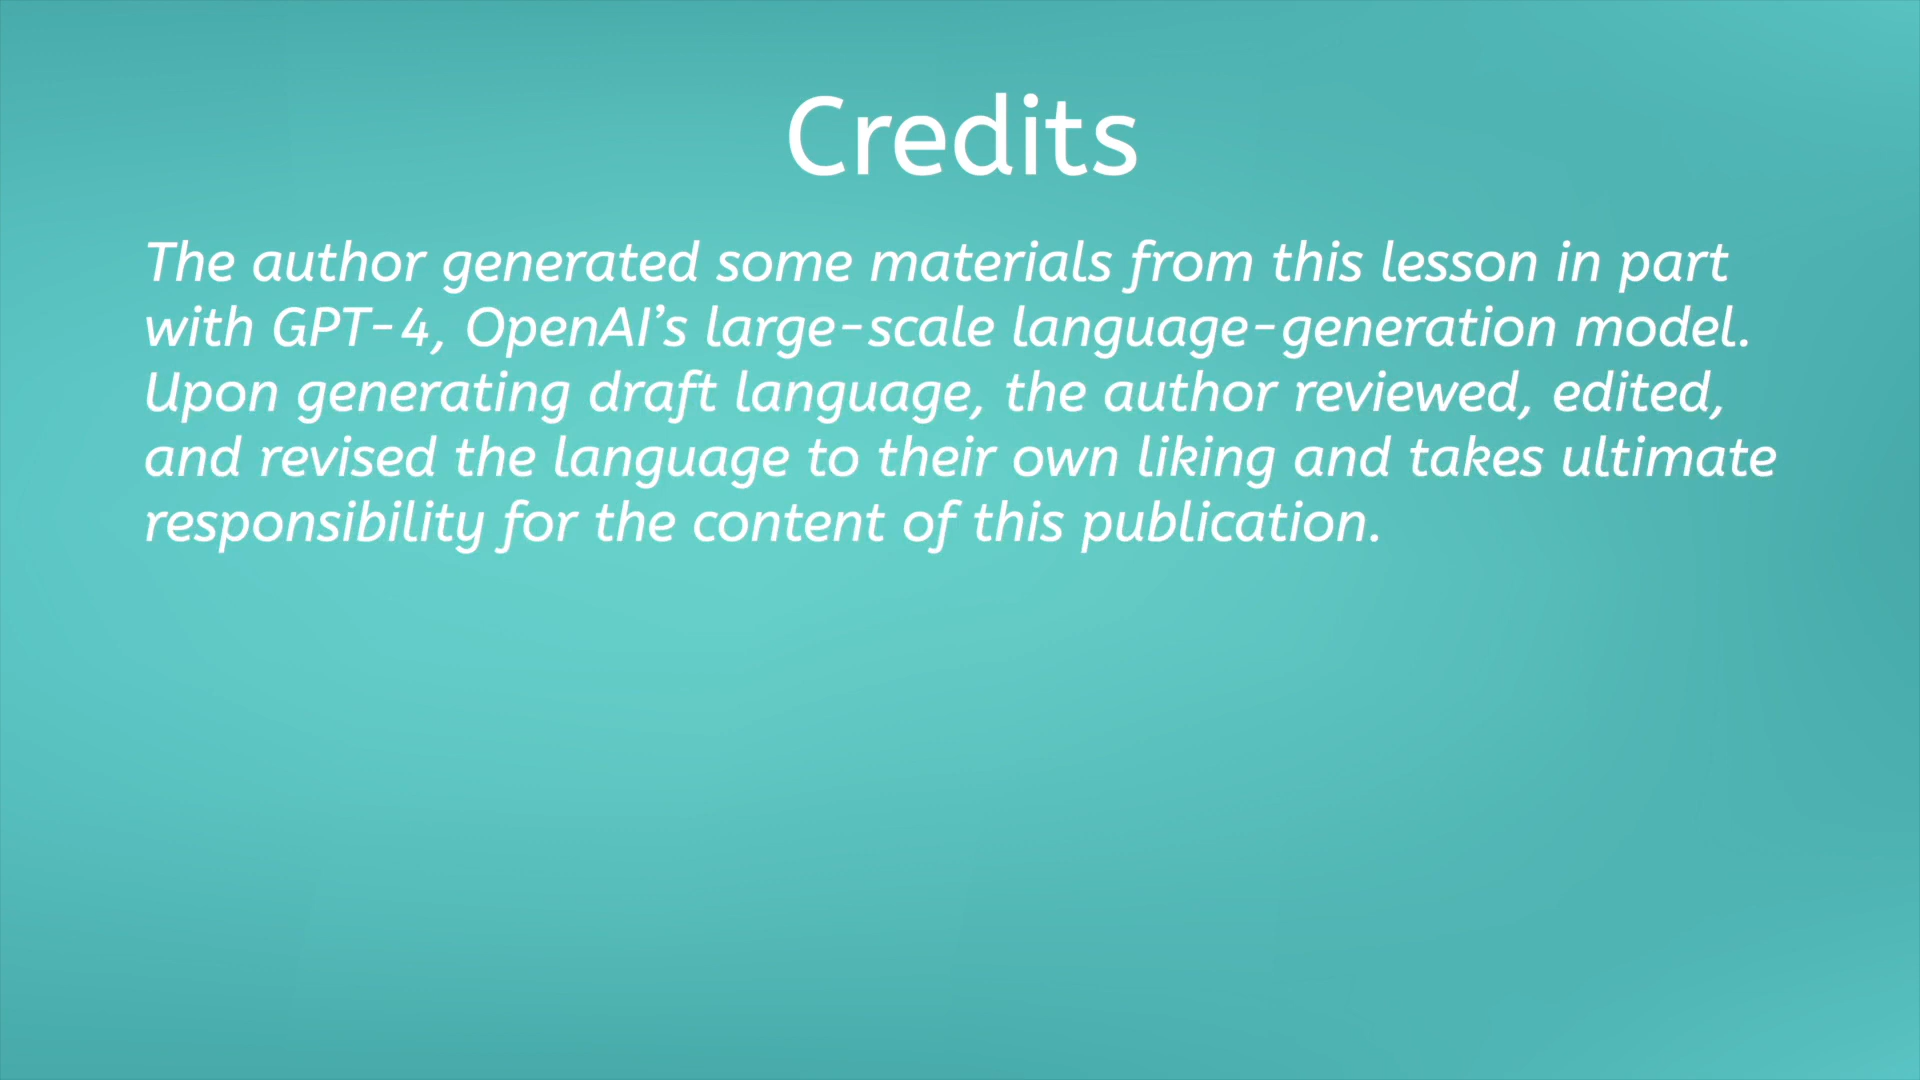 Credits
The author generated some materials from this lesson in part
with GPT-4, OpenAI’s large-scale language-generation model.
Upon generating draft language, the author reviewed, edited,
and revised the language to their own liking and takes ultimate
responsibility for the content of this publication.